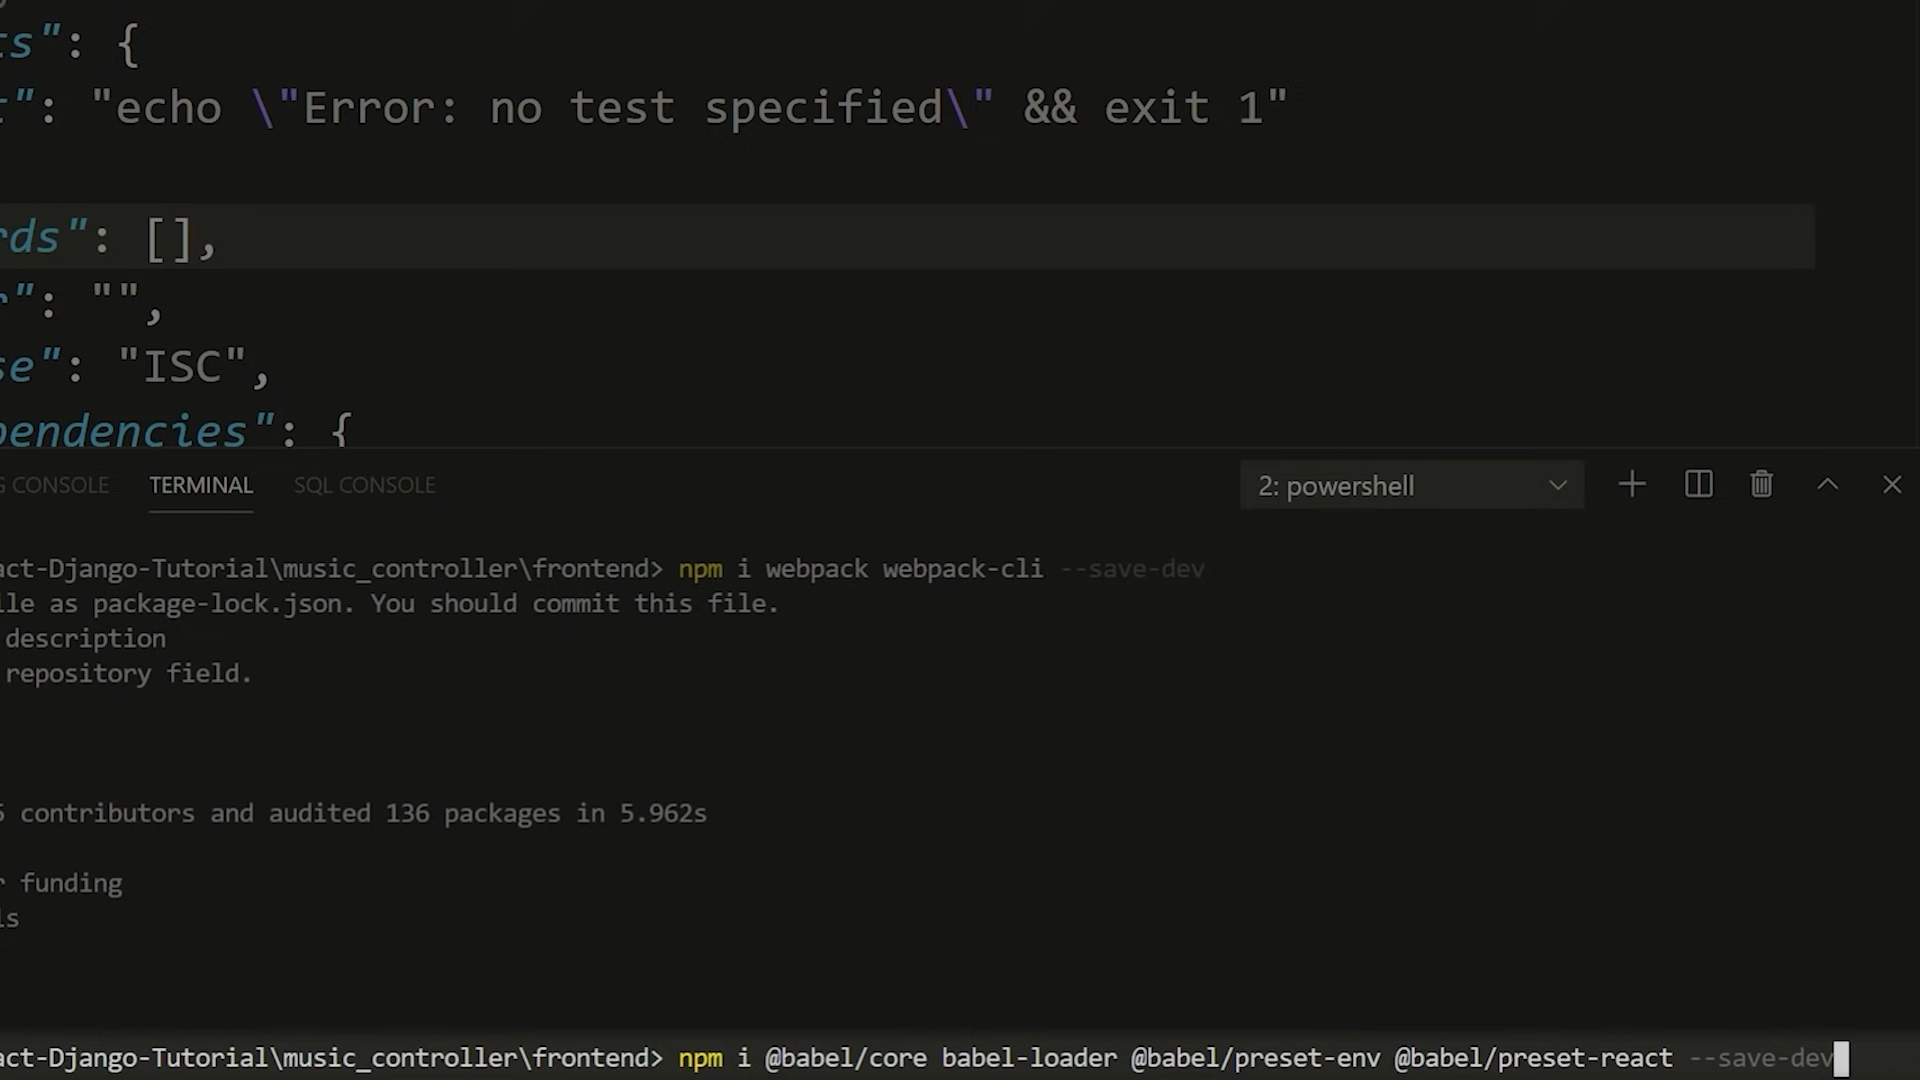 ts": {
t": "echo \"Error: no test specified\" && exit 1"
rds": [],
r": "",
se": "ISC",
pendencies": {
G CONSOLE TERMINAL SQL CONSOLE 2: powershell
act-Django-Tutorial\music_controller\frontend> npm i webpack webpack-cli --save-dev
ile as package-lock.json. You should commit this file.
description
repository field.
5 contributors and audited 136 packages in 5.962s
r funding
ls
act-Django-Tutorial\music_controller\frontend> npm i @babel/core babel-loader @babel/preset-env @babel/preset-react --save-dev